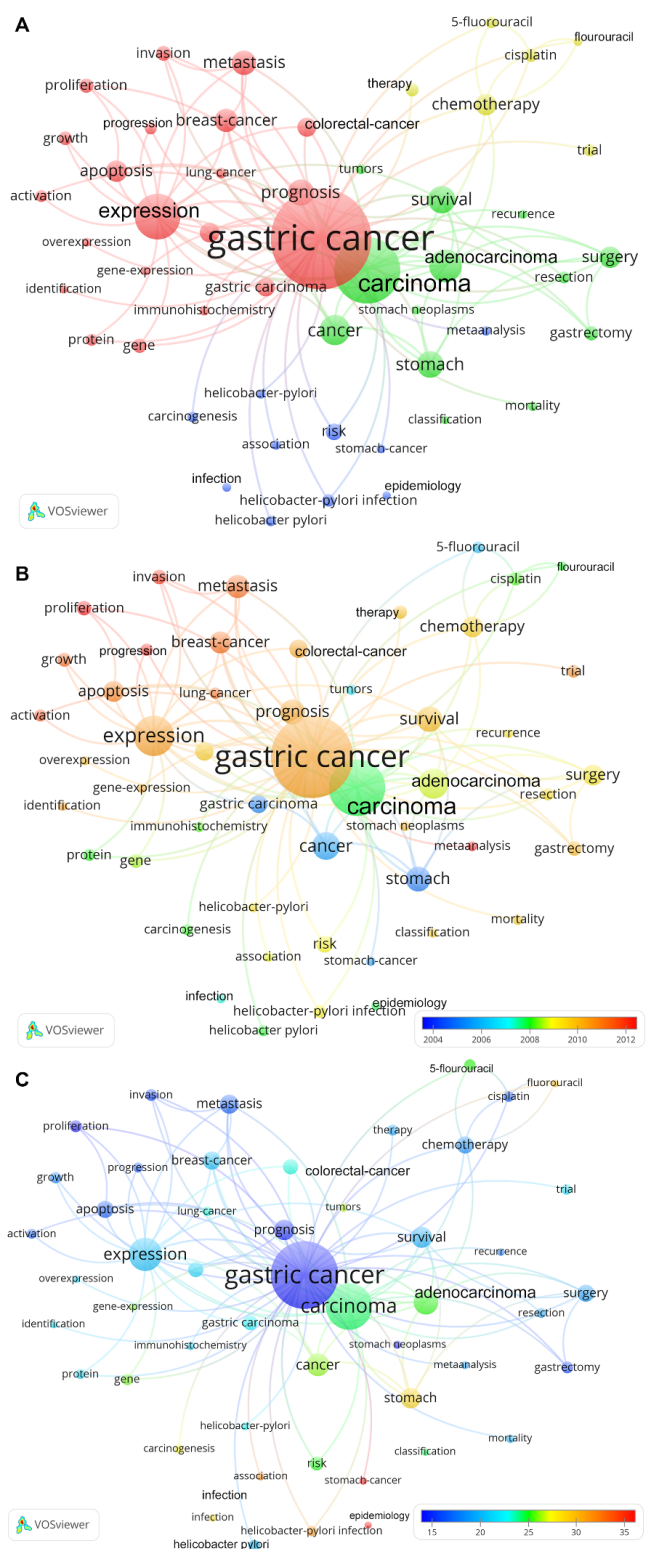 A
5-fluorouracil
flourouracil
invasion
cisplatin
metastasis
proliferation
therapy
chemotherapy
progression
breast-cancer
colorectal-cancer
growth
trial
apoptosis
lung-cancer
tumors
activation
prognosis
survival
expression
recurrence
gastric cancer
overexpression
adenocarcinoma
surgery
gene-expression
resection
identification
gastric carcinoma
carcinoma
immunohistochemistry
stomach neoplasms
protein
gene
cancer
metaanalysis
gastrectomy
stomach
helicobacter-pylori
mortality
carcinogenesis
classification
risk
association
stomach-cancer
infection
epidemiology
helicobacter-pylori infection
VOSviewer
helicobacter pylori
B
5-fluorouracil
flourouracil
invasion
cisplatin
metastasis
proliferation
therapy
chemotherapy
progression
breast-cancer
colorectal-cancer
growth
trial
apoptosis
lung-cancer
tumors
activation
prognosis
survival
expression
recurrence
gastric cancer
overexpression
adenocarcinoma
surgery
gene-expression
resection
identification
gastric carcinoma
carcinoma
immunohistochemistry
stomach neoplasms
protein
gene
cancer
metaanalysis
gastrectomy
stomach
helicobacter-pylori
mortality
carcinogenesis
classification
risk
association
stomach-cancer
infection
epidemiology
helicobacter-pylori infection
VOSviewer
helicobacter pylori
2004 2006 2008 2010 2012
C
5-flourouracil
fluorouracil
invasion
cisplatin
metastasis
proliferation
therapy
chemotherapy
progression
breast-cancer
colorectal-cancer
growth
trial
apoptosis
lung-cancer
tumors
activation
prognosis
survival
expression
recurrence
gastric cancer
overexpression
adenocarcinoma
surgery
gene-expression
carcinoma
resection
identification
gastric carcinoma
immunohistochemistry
stomach neoplasms
protein
gene
cancer
metaanalysis
gastrectomy
stomach
helicobacter-pylori
mortality
carcinogenesis
classification
risk
association
stomach-cancer
infection
infection
epidemiology
helicobacter-pylori infection
VOSviewer
helicobacter pylori
15 20 25 30 35